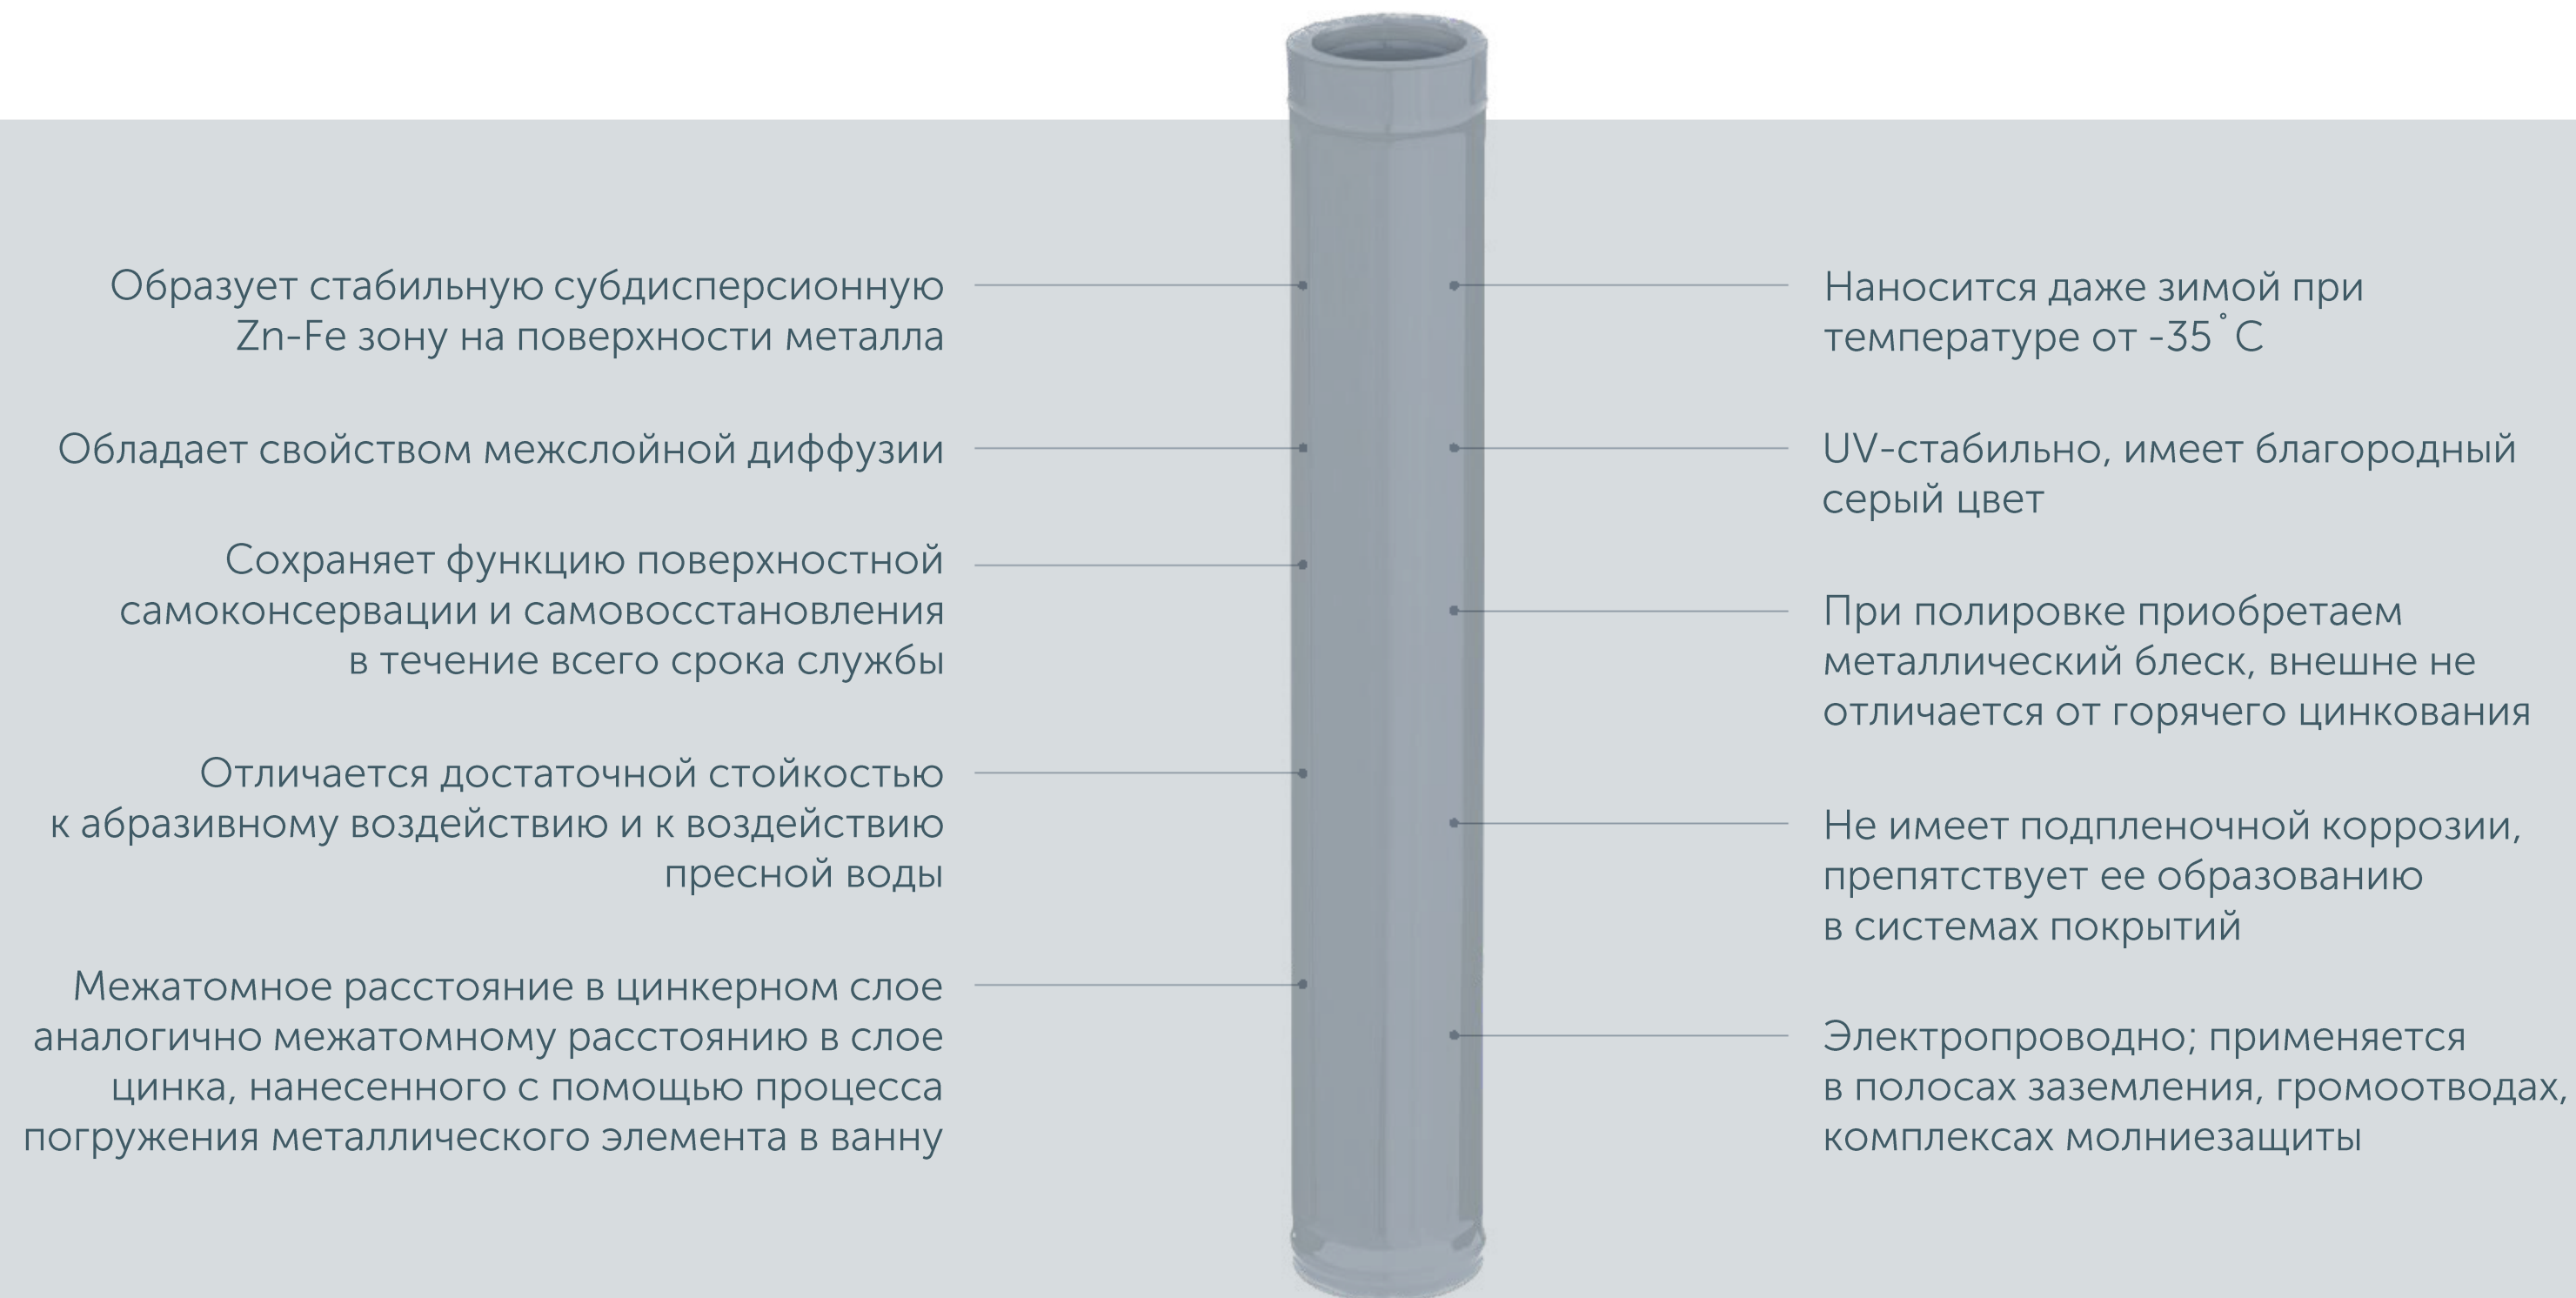 Образует стабильную субдисперсионную
Zn-Fe зону на поверхности металла
Обладает свойством межслойной диффузии
Сохраняет функцию поверхностной
самоконсервации и самовосстановления
в течение всего срока службы
Отличается достаточной стойкостью
к абразивному воздействию и к воздействию
пресной воды
Межатомное расстояние в цинкерном слое
аналогично межатомному расстоянию в слое
цинка, нанесенного с помощью процесса
погружения металлического элемента в ванну
Наносится даже зимой при
температуре от -35˚С
UV-стабильно, имеет благородный
серый цвет
При полировке приобретаем
металлический блеск, внешне не
отличается от горячего цинкования
Не имеет подпленочной коррозии,
препятствует ее образованию
в системах покрытий
Электропроводно; применяется
в полосах заземления, громоотводах,
комплексах молниезащиты